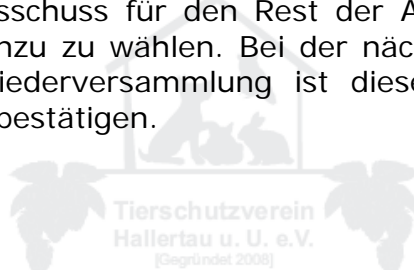 sschuss für den Rest der A
nzu zu wählen. Bei der näc
iederversammlung ist diese
bestätigen.
Tierschutzverein
Hallertau u. U. e.V.
[Gegründet 2008]